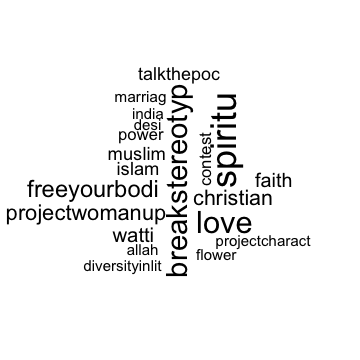 talkthepoc
marriag
india
desi
power
muslim
islam
freeyourbodi
projectwomanup
watti
allah
diversityinlit
breakstereotyp
contest
spiritu
faith
christian
love
projectcharact
flower